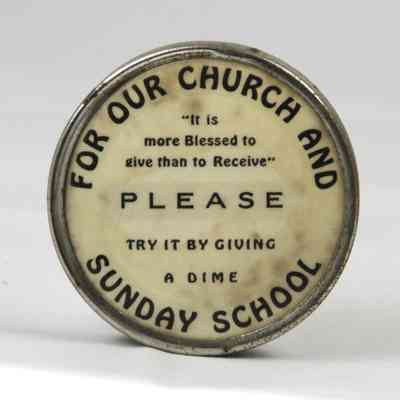 FOR OUR CHURCH AND
"It is
more Blessed to
give than to Receive"
PLEASE
TRY IT BY GIVING
A DIME
SUNDAY SCHOOL